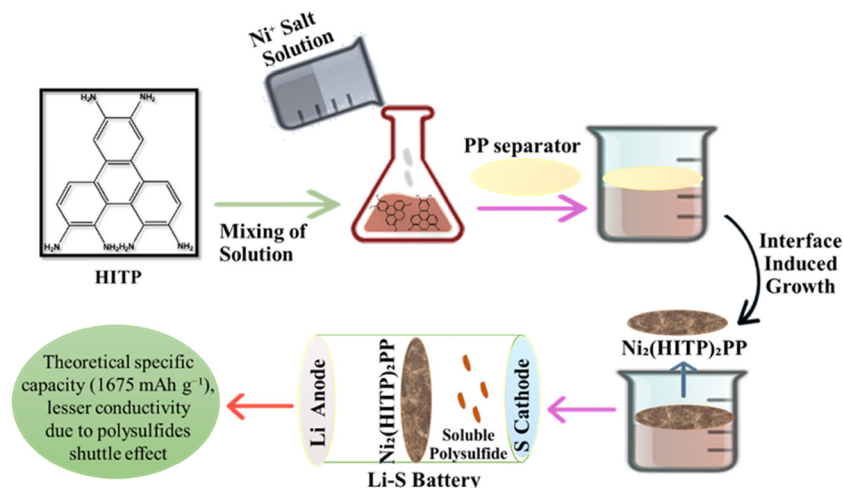 Ni⁺ Salt
Solution
H₂N
NH₂
H₂N
NH₂
H₂N
NH₂
HITP
Mixing of
Solution
PP separator
Interface
Induced
Growth
Ni₂(HITP)₂PP
Theoretical specific
capacity (1675 mAh g⁻¹),
lesser conductivity
due to polysulfides
shuttle effect
Li Anode
Ni₂(HITP)₂PP
Soluble
Polysulfide
S Cathode
Li-S Battery